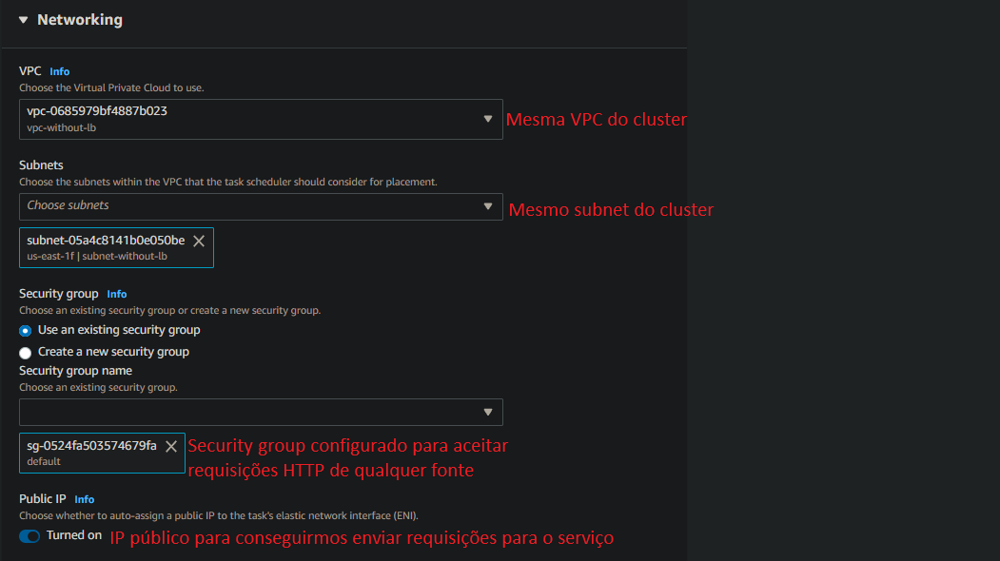 Networking
VPC Info
Choose the Virtual Private Cloud to use.
vpc-0685979bf4887b023
vpc-without-lb
Mesma VPC do cluster
Subnets
Choose the subnets within the VPC that the task scheduler should consider for placement.
Choose subnets
Mesmo subnet do cluster
subnet-05a4c8141b0e050be
us-east-1f | subnet-without-lb
Security group Info
Choose an existing security group or create a new security group.
Use an existing security group
Create a new security group
Security group name
Choose an existing security group.
sg-0524fa503574679fa
default
Security group configurado para aceitar
requisições HTTP de qualquer fonte
Public IP Info
Choose whether to auto-assign a public IP to the task's elastic network interface (ENI).
Turned on
IP público para conseguirmos enviar requisições para o serviço